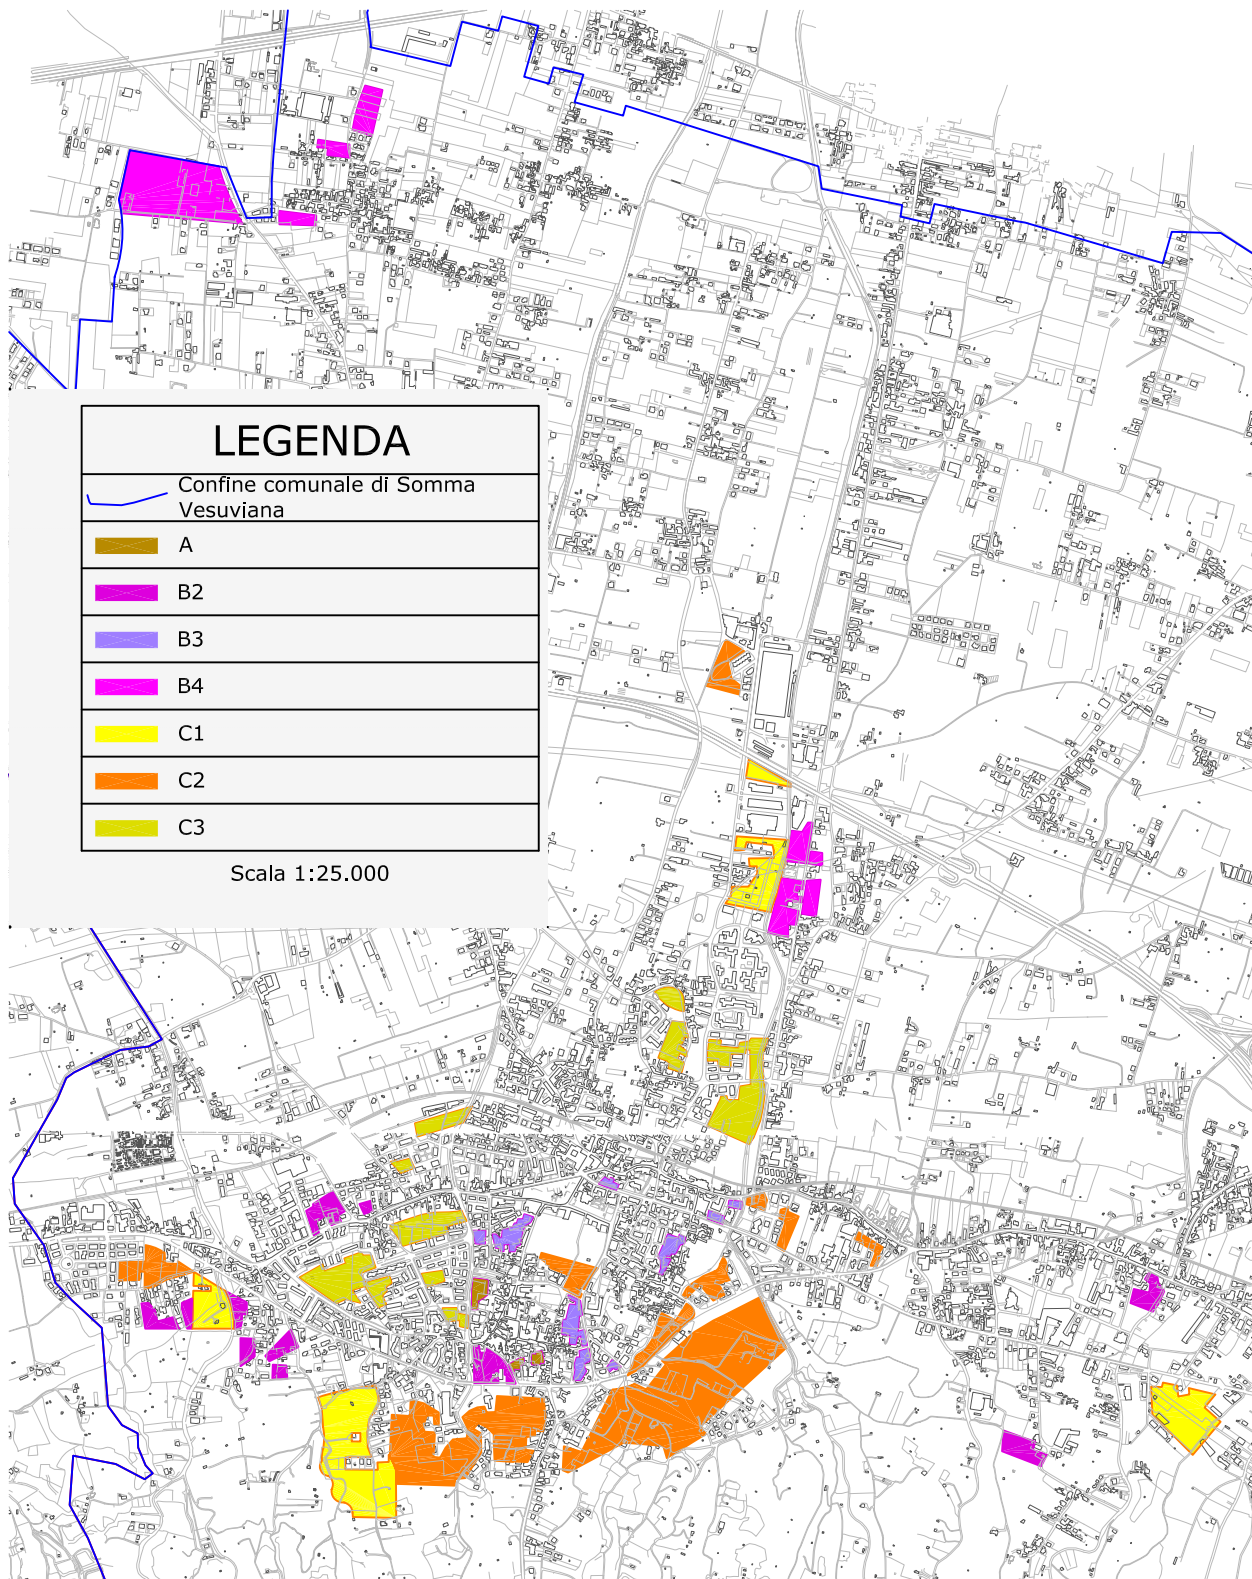 LEGENDA
Confine comunale di Somma
Vesuviana
A
B2
B3
B4
C1
C2
C3
Scala 1:25.000